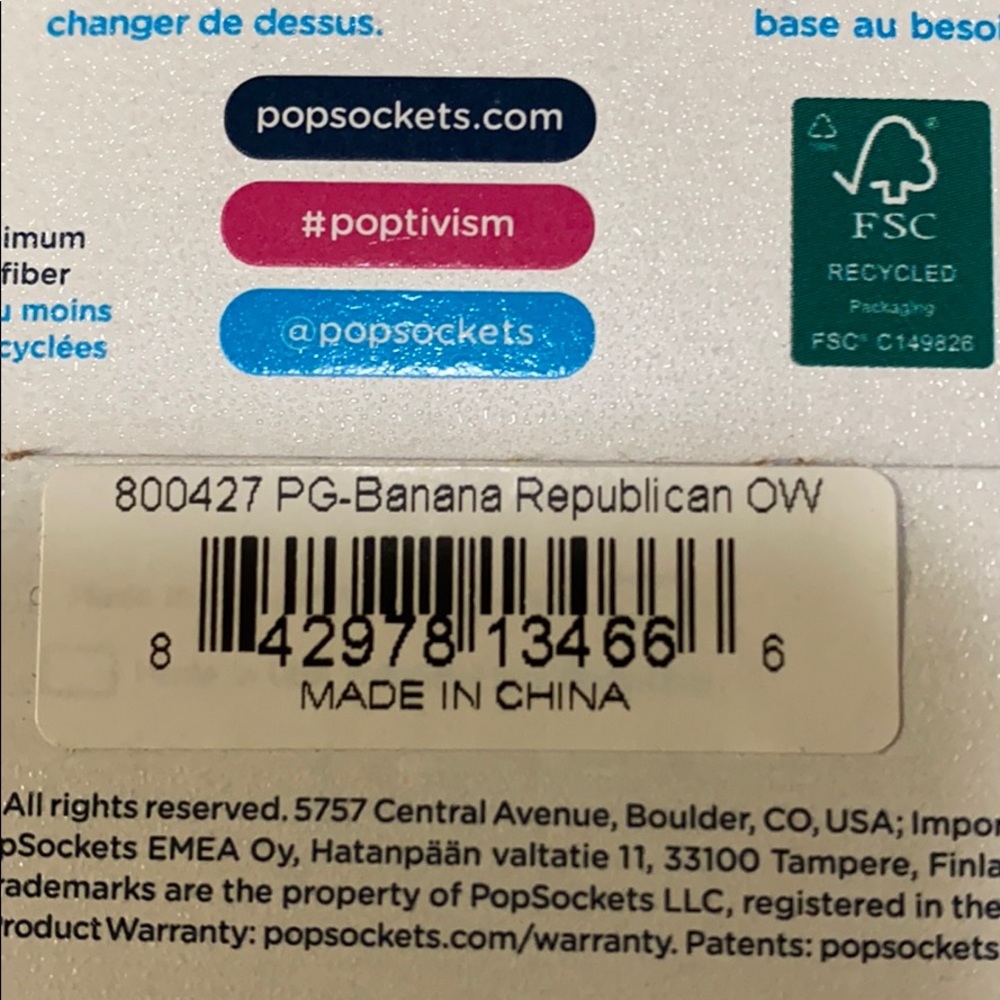 changer de dessus.
base au beso
popsockets.com
#poptivism
@popsockets
imum
fiber
u moins
cyclées
100%
FSC
RECYCLED
Packaging
FSC® C149826
800427 PG-Banana Republican OW
8 42978 13466 6
MADE IN CHINA
All rights reserved. 5757 Central Avenue, Boulder, CO, USA; Impor
pSockets EMEA Oy, Hatanpään valtatie 11, 33100 Tampere, Finla
rademarks are the property of PopSockets LLC, registered in the
Product Warranty: popsockets.com/warranty. Patents: popsockets